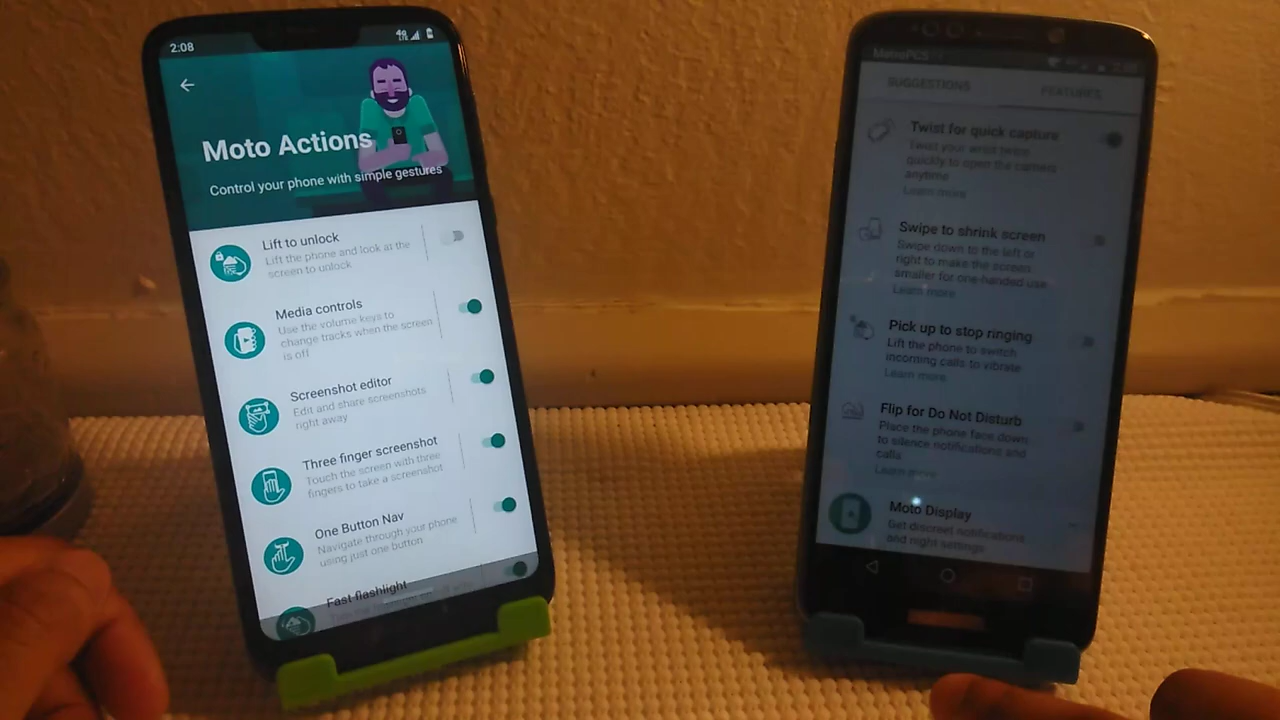 2:08
4G
LTE
Moto Actions
Control your phone with simple gestures
Lift to unlock
Lift the phone and look at the
screen to unlock
Media controls
Use the volume keys to
change tracks when the screen
is off
Screenshot editor
Edit and share screenshots
right away
Three finger screenshot
Touch the screen with three
fingers to take a screenshot
One Button Nav
Navigate through your phone
using just one button
Fast flashlight
MetroPCS
SUGGESTIONS
FEATURES
Twist for quick capture
Twist your wrist twice
quickly to open the camera
anytime
Learn more
Swipe to shrink screen
Swipe down to the left or
right to make the screen
smaller for one-handed use
Learn more
Pick up to stop ringing
Lift the phone to switch
incoming calls to vibrate
Learn more
Flip for Do Not Disturb
Place the phone face down
to silence notifications and
calls
Learn more
Moto Display
Get discreet notifications
and night settings